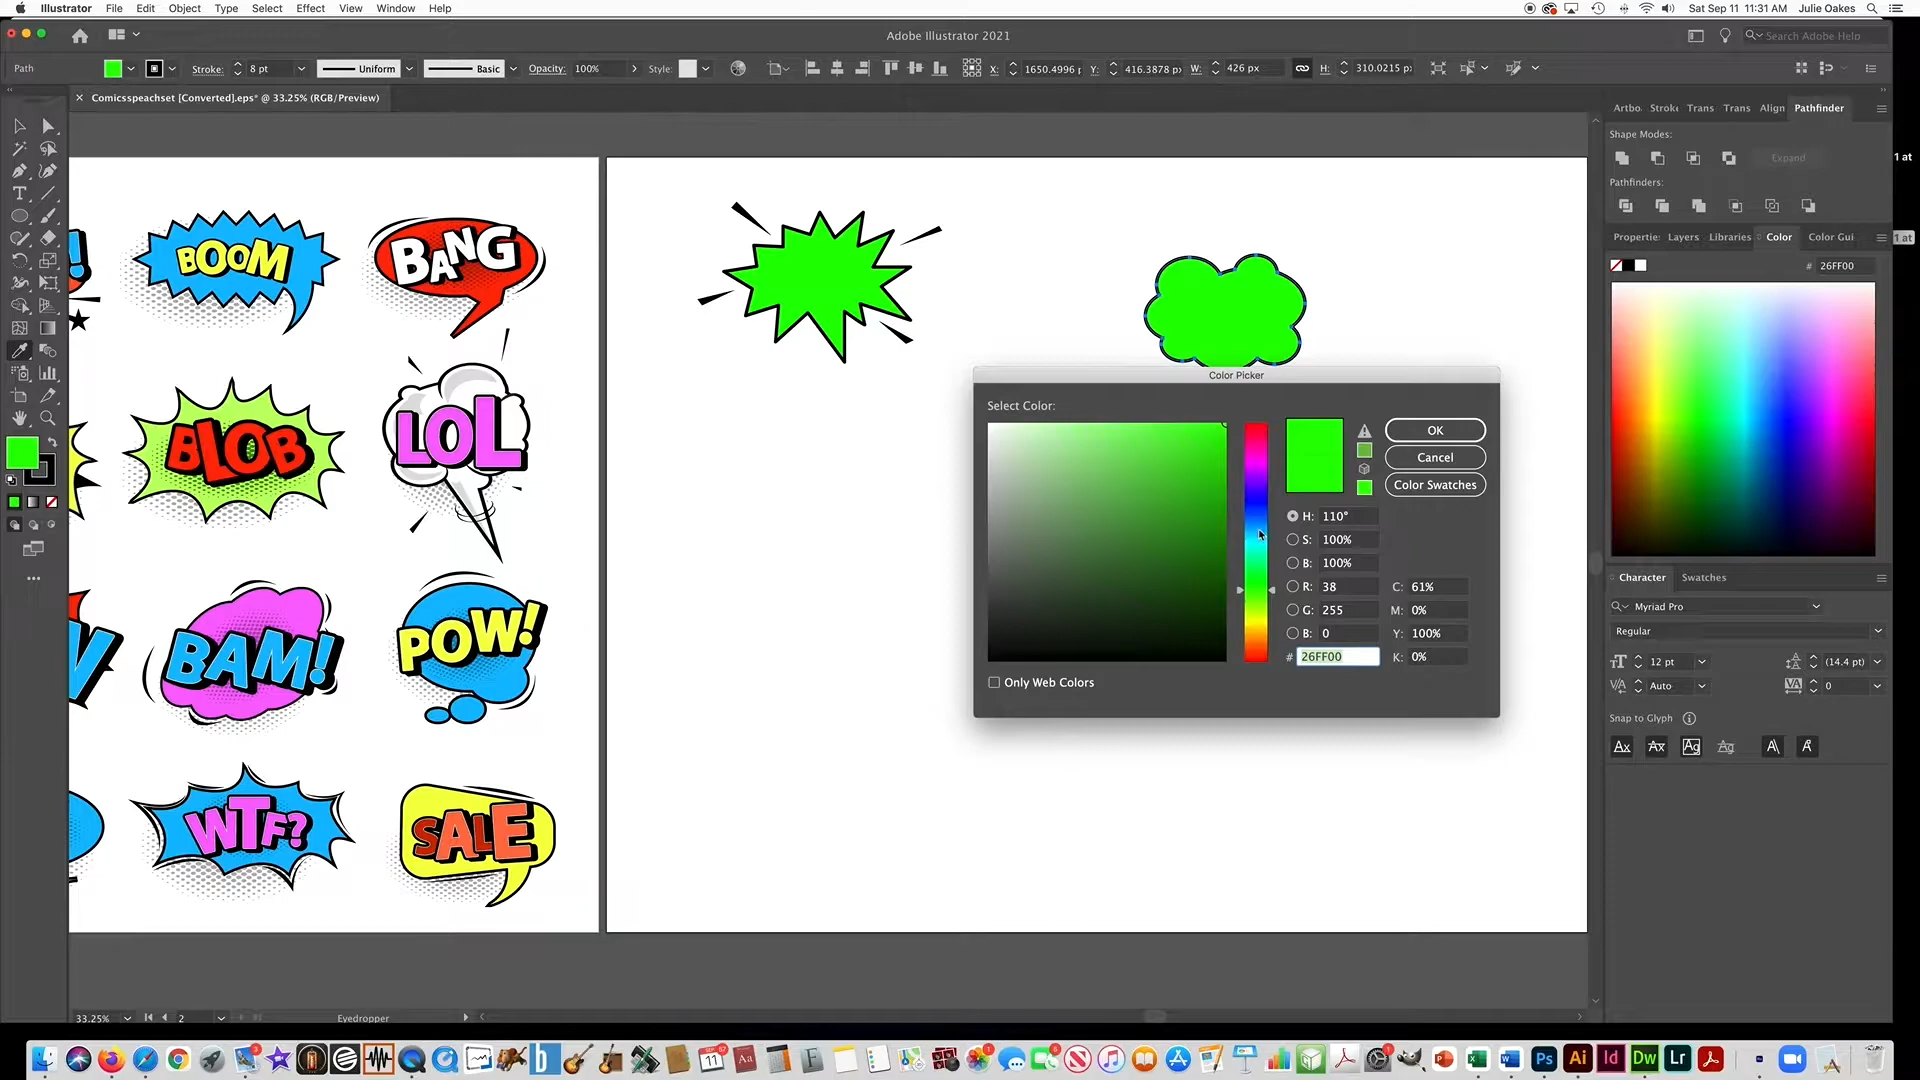 Illustrator File Edit Object Type Select Effect View Window Help
Sat Sep 11 11:31 AM Julie Oakes
Adobe Illustrator 2021
Search Adobe Help
Path
Stroke: 8 pt
Uniform
Basic
Opacity: 100%
Style:
X: 1650.4996 p
Y: 416.3878 px
W: 426 px
H: 310.0215 px
Comicsspeachset [Converted].eps* @ 33.25% (RGB/Preview)
BOOM
BANG
BLOB
LOL
BAM!
POW!
WTF?
SALE
Color Picker
Select Color:
OK
Cancel
Color Swatches
H: 110°
S: 100%
B: 100%
R: 38
G: 255
B: 0
# 26FF00
C: 61%
M: 0%
Y: 100%
K: 0%
Only Web Colors
Artbo Stroke Trans Trans Align Pathfinder
Shape Modes:
Expand
Pathfinders:
1 at
1 at
Propertie Layers Libraries Color Color Gui
# 26FF00
Character Swatches
Myriad Pro
Regular
12 pt
(14.4 pt)
Auto
0
Snap to Glyph
33.25%
2
Eyedropper